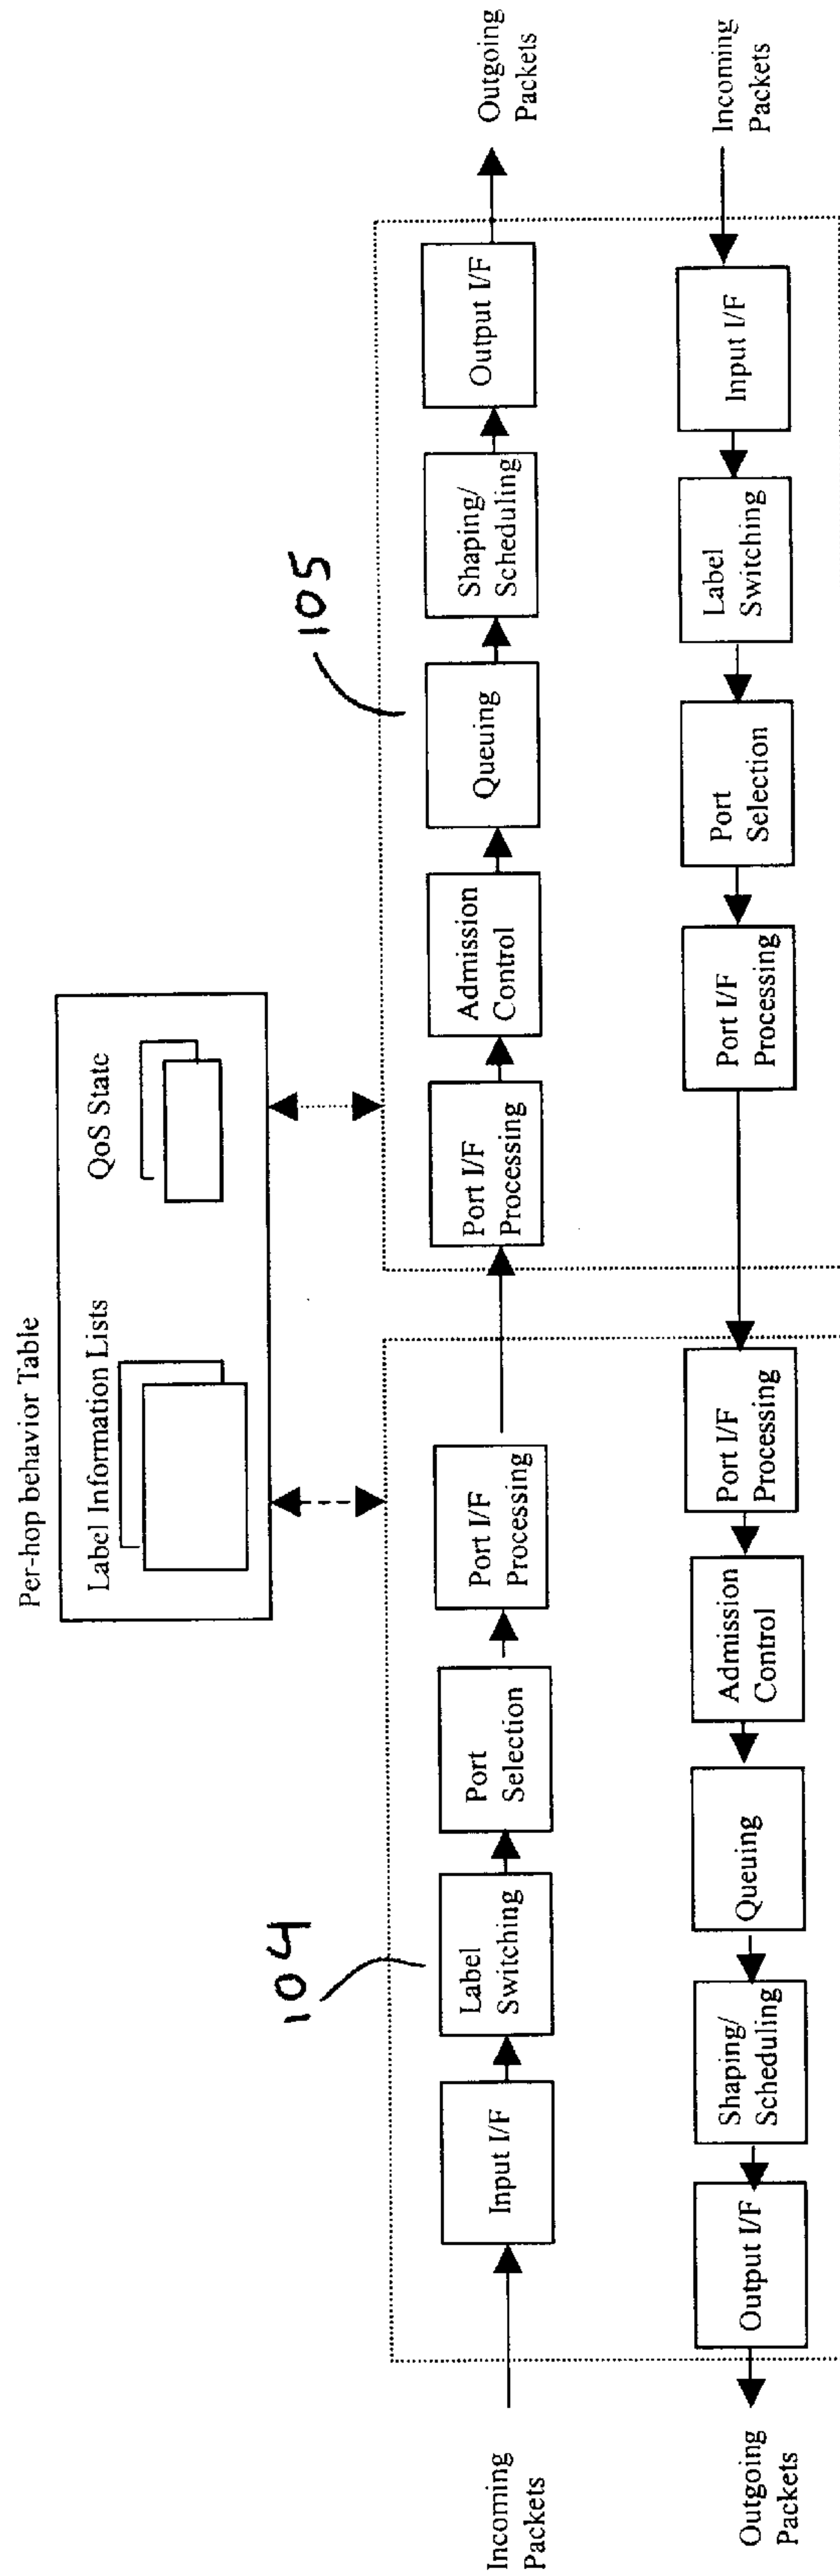 Per-hop behavior Table
Label Information Lists
QoS State
104
105
Incoming
Packets
Input I/F
Label
Switching
Port
Selection
Port I/F
Processing
Port I/F
Processing
Admission
Control
Queuing
Shaping/
Scheduling
Output I/F
Outgoing
Packets
Outgoing
Packets
Output I/F
Shaping/
Scheduling
Queuing
Admission
Control
Port I/F
Processing
Port I/F
Processing
Port
Selection
Label
Switching
Input I/F
Incoming
Packets